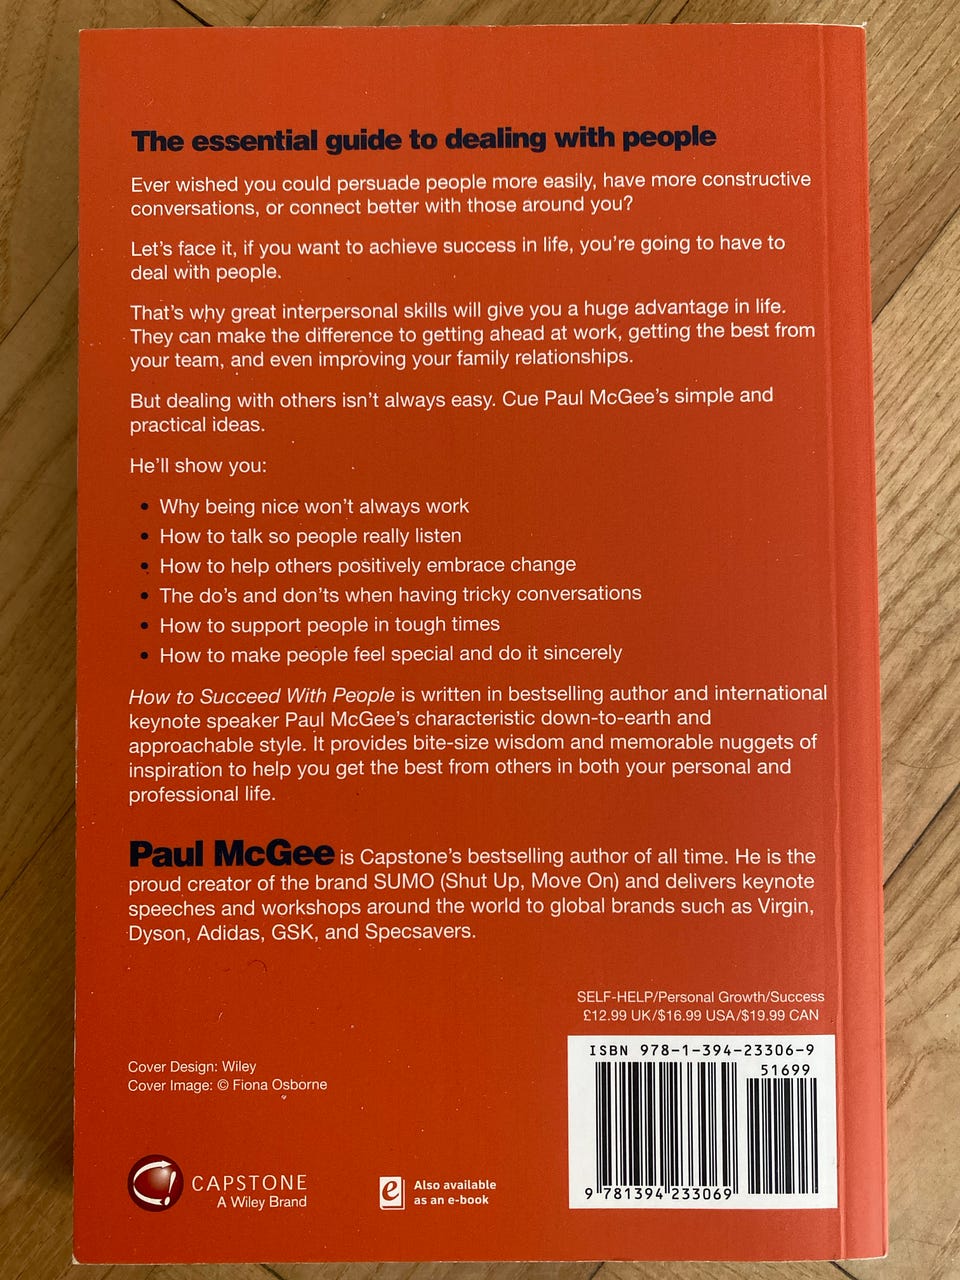 The essential guide to dealing with people
Ever wished you could persuade people more easily, have more constructive
conversations, or connect better with those around you?
Let's face it, if you want to achieve success in life, you're going to have to
deal with people.
That's why great interpersonal skills will give you a huge advantage in life.
They can make the difference to getting ahead at work, getting the best from
your team, and even improving your family relationships.
But dealing with others isn't always easy. Cue Paul McGee's simple and
practical ideas.
He'll show you:
• Why being nice won't always work
• How to talk so people really listen
• How to help others positively embrace change
• The do's and don'ts when having tricky conversations
• How to support people in tough times
• How to make people feel special and do it sincerely
How to Succeed With People is written in bestselling author and international
keynote speaker Paul McGee's characteristic down-to-earth and
approachable style. It provides bite-size wisdom and memorable nuggets of
inspiration to help you get the best from others in both your personal and
professional life.
Paul McGee is Capstone's bestselling author of all time. He is the
proud creator of the brand SUMO (Shut Up, Move On) and delivers keynote
speeches and workshops around the world to global brands such as Virgin,
Dyson, Adidas, GSK, and Specsavers.
SELF-HELP/Personal Growth/Success
£12.99 UK/$16.99 USA/$19.99 CAN
ISBN 978-1-394-23306-9
51699
9 781394 233069
Cover Design: Wiley
Cover Image: © Fiona Osborne
CAPSTONE
A Wiley Brand
e
Also available
as an e-book